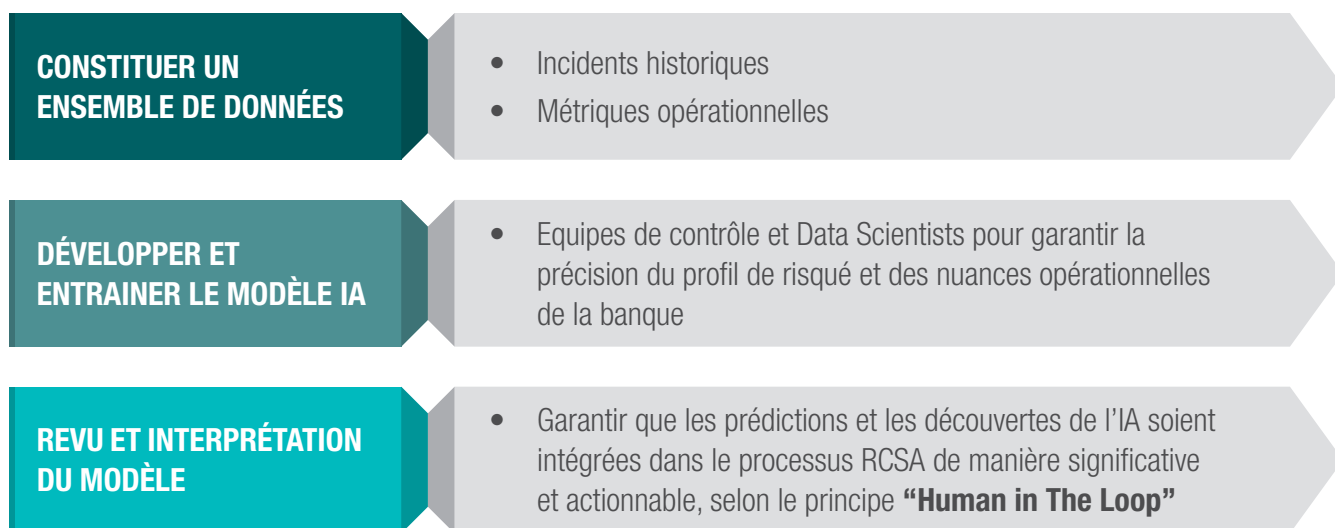 CONSTITUER UN
ENSEMBLE DE DONNÉES
• Incidents historiques
• Métriques opérationnelles
DÉVELOPPER ET
ENTRAINER LE MODÈLE IA
• Equipes de contrôle et Data Scientists pour garantir la
précision du profil de risqué et des nuances opérationnelles
de la banque
REVU ET INTERPRÉTATION
DU MODÈLE
• Garantir que les prédictions et les découvertes de l’IA soient
intégrées dans le processus RCSA de manière significative
et actionnable, selon le principe “Human in The Loop”